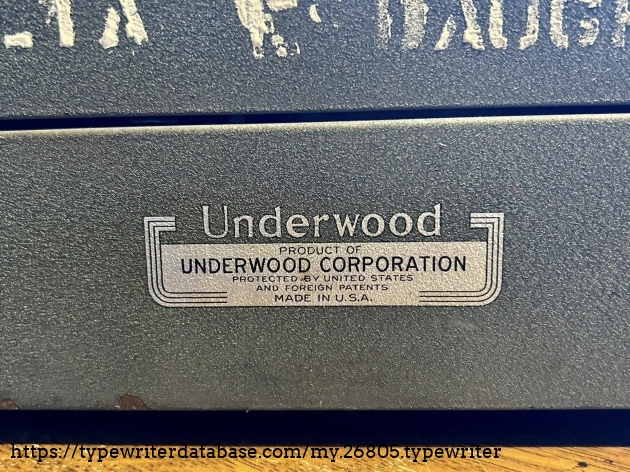 Underwood
PRODUCT OF
UNDERWOOD CORPORATION
PROTECTED BY UNITED STATES
AND FOREIGN PATENTS
MADE IN U.S.A.
https://typewriterdatabase.com/my.26805.typewriter